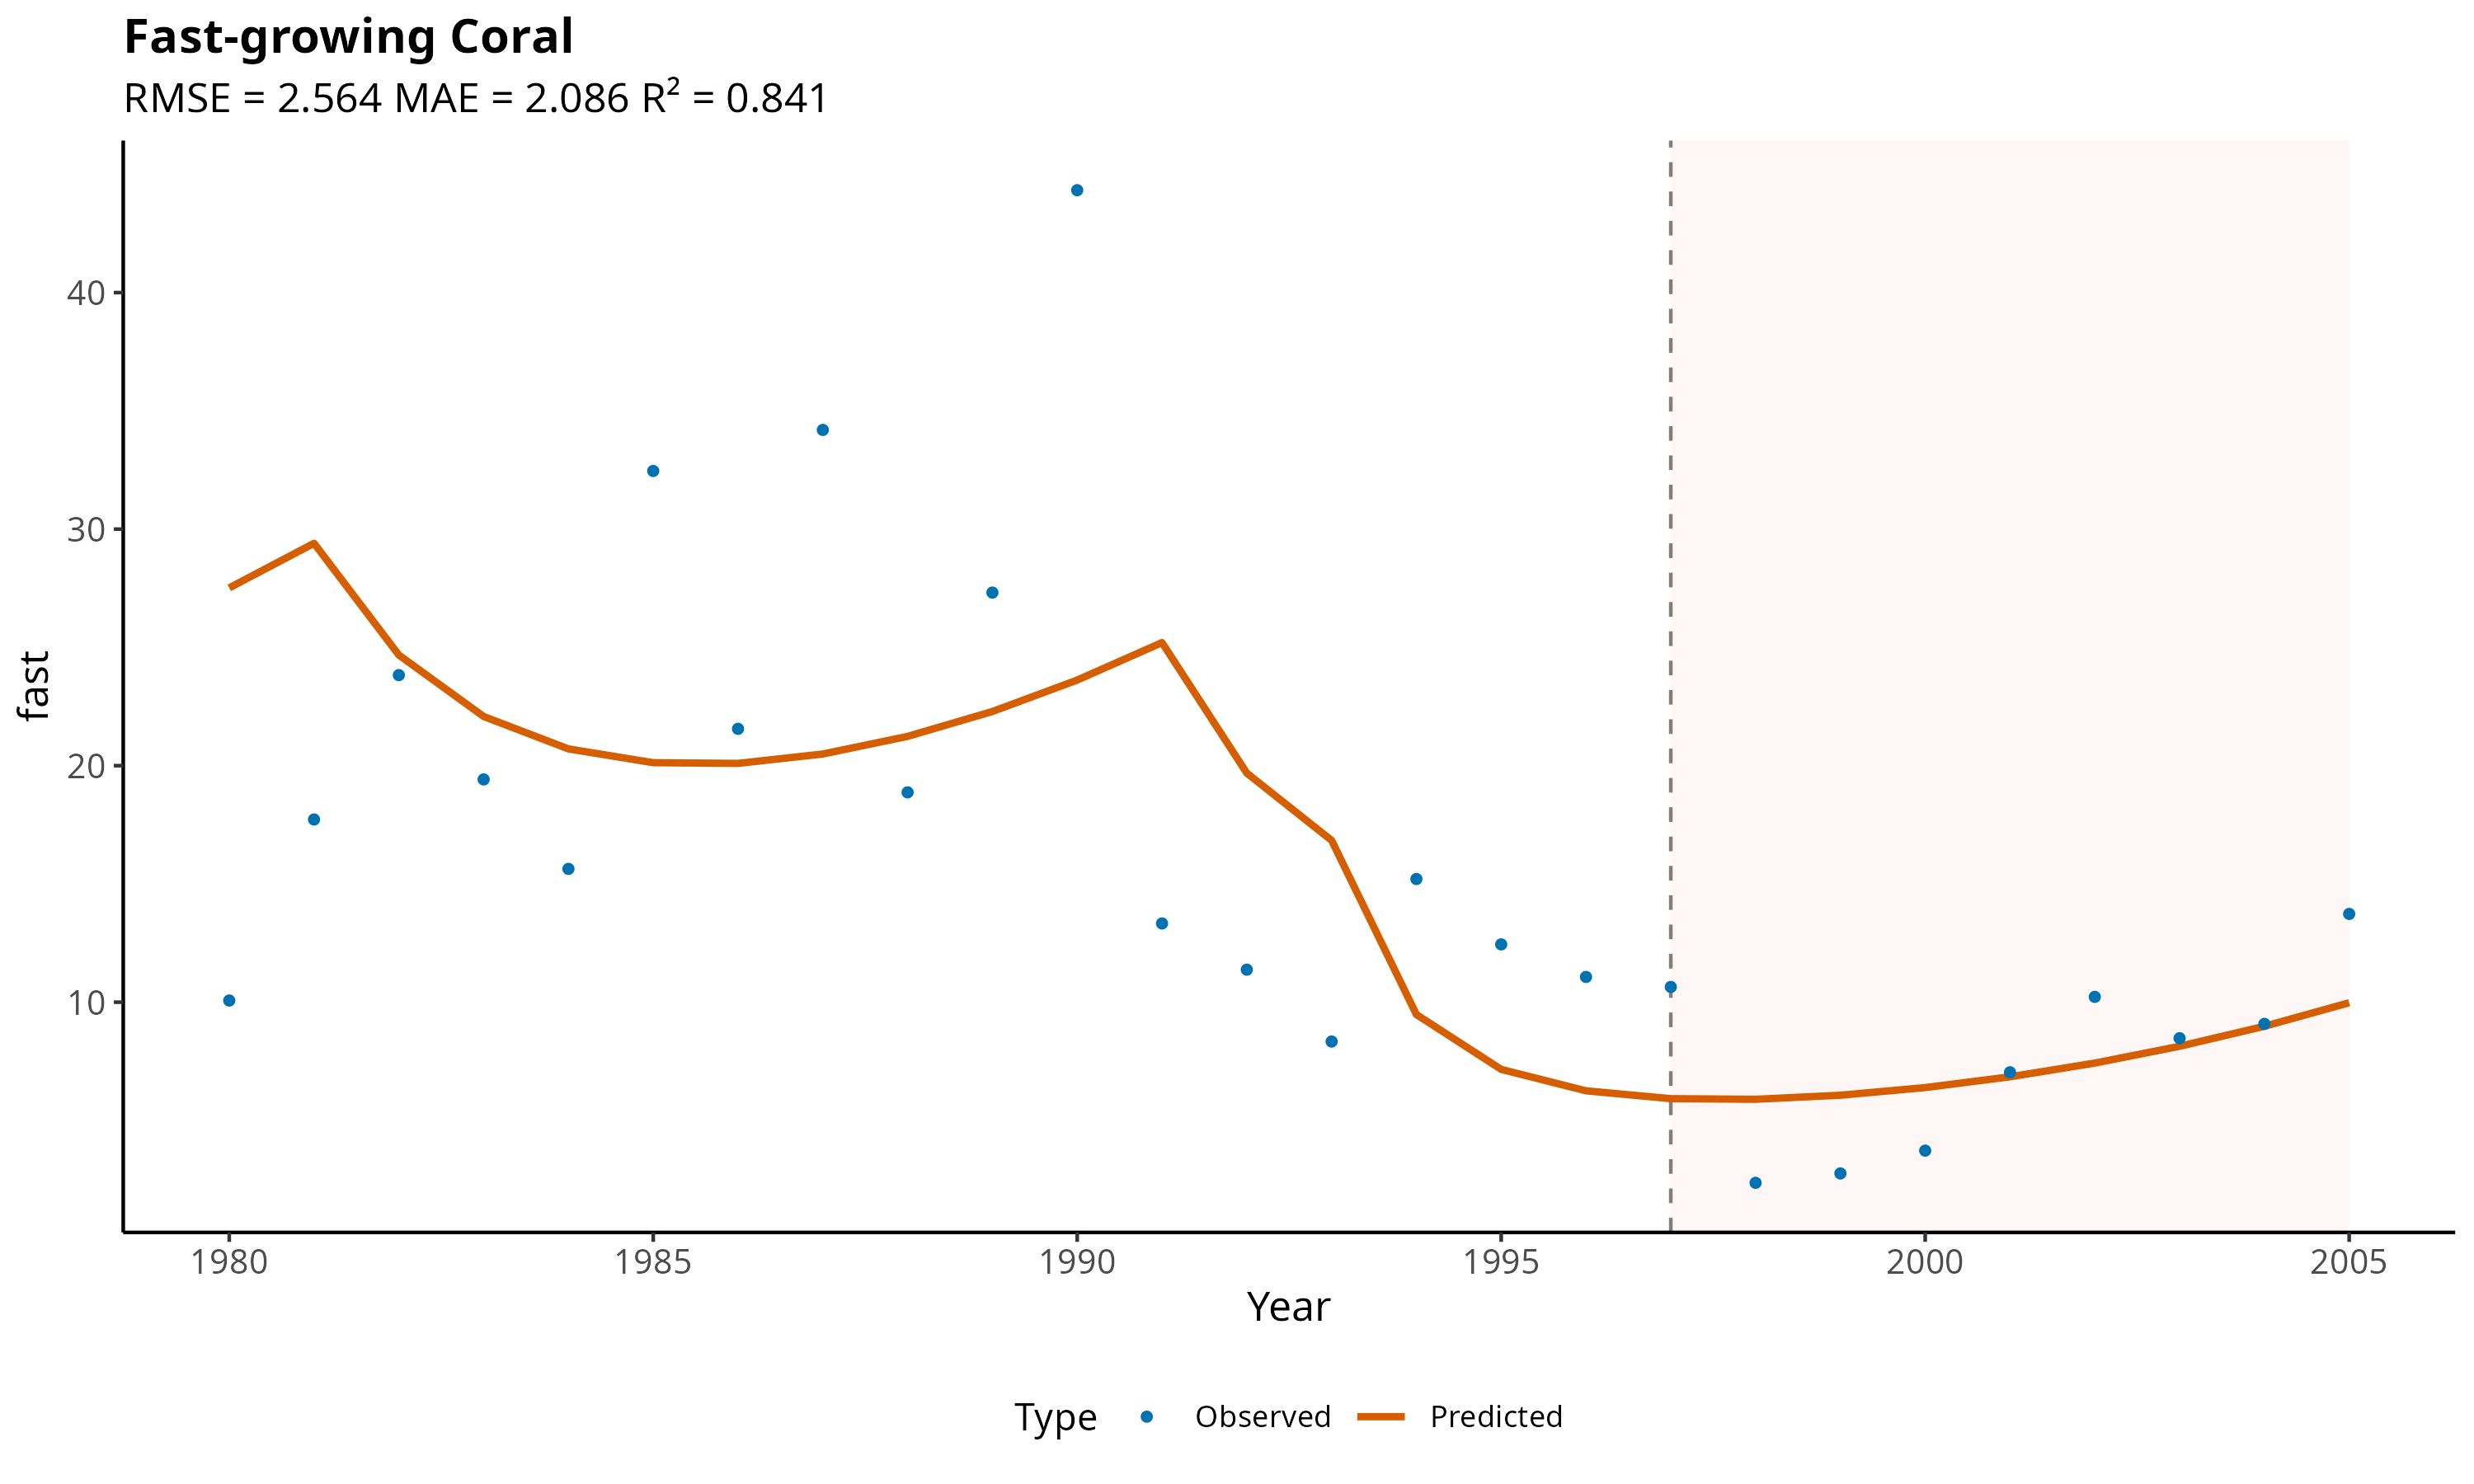 Fast-growing Coral
RMSE = 2.564 MAE = 2.086 R² = 0.841
fast
40
30
20
10
1980 1985 1990 1995 2000 2005
Year
Type Observed Predicted